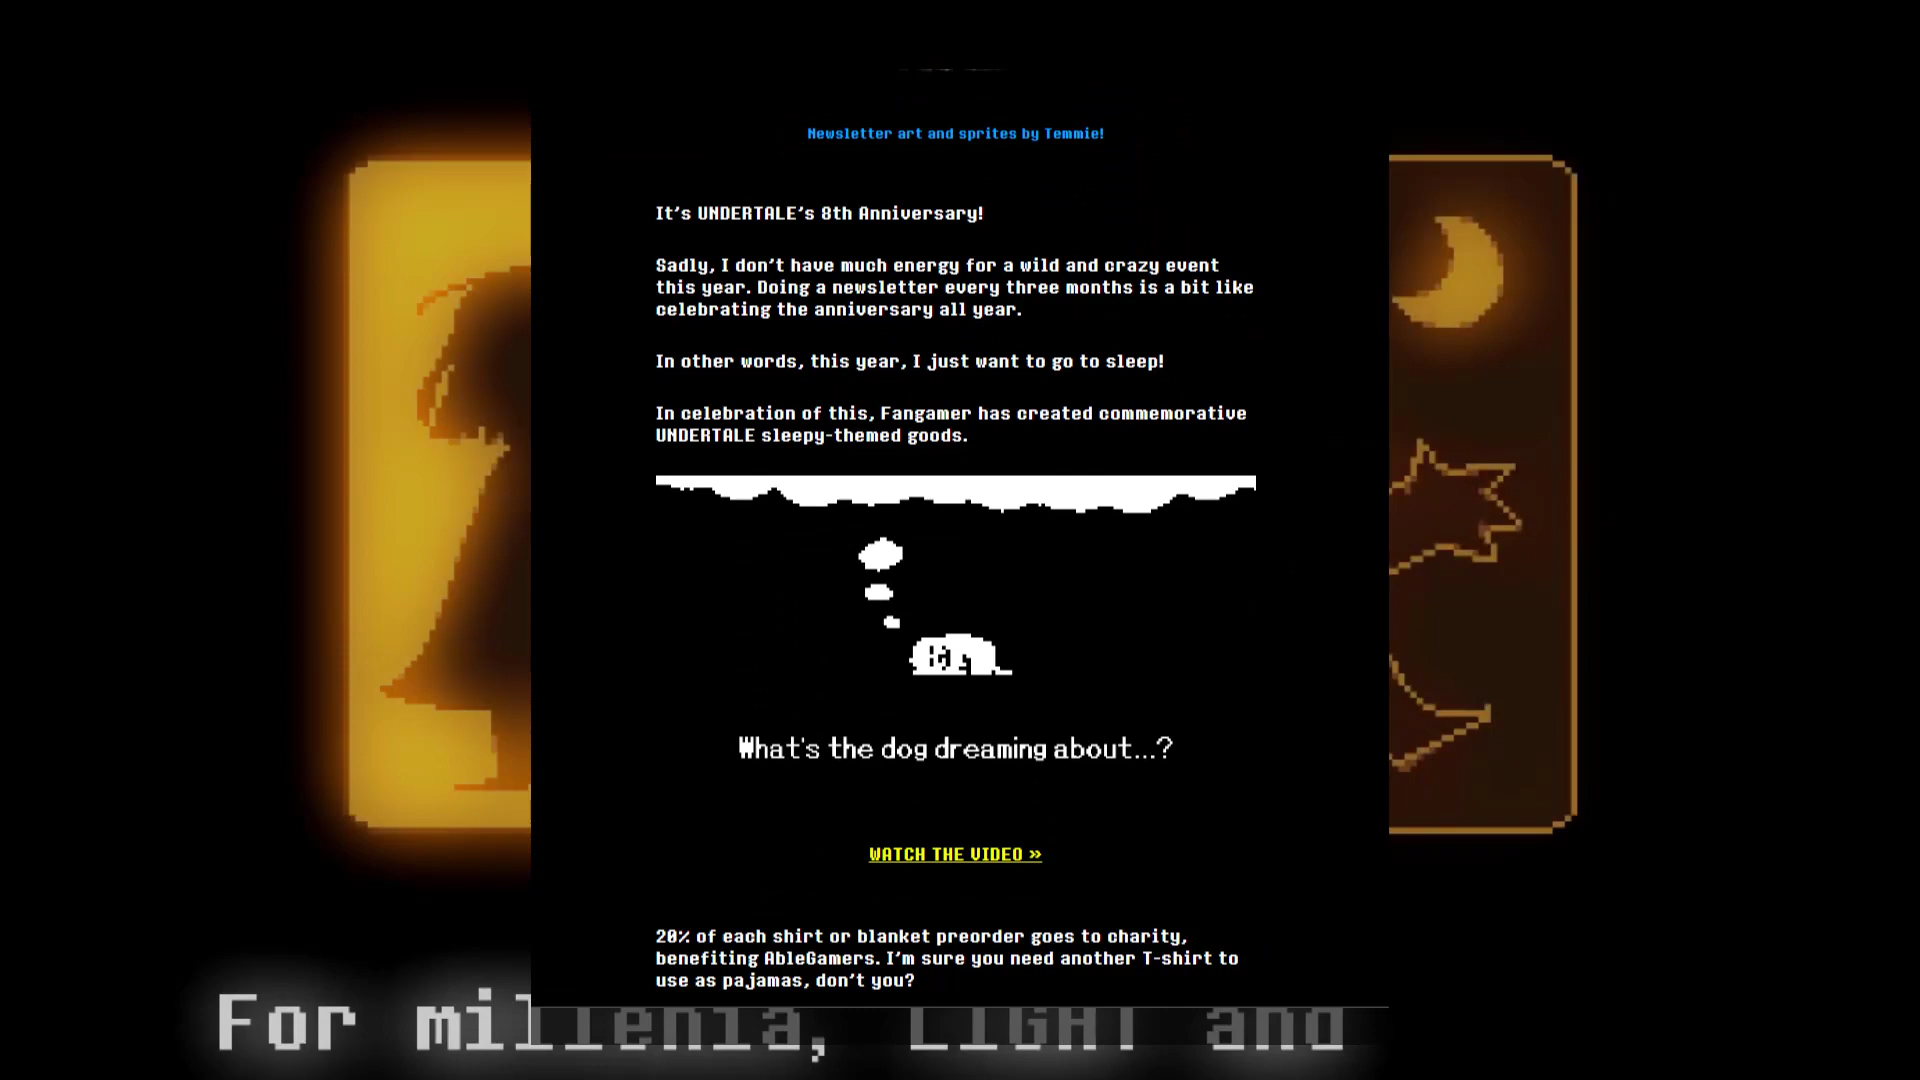 Newsletter art and sprites by Temmie!
It's UNDERTALE's 8th Anniversary!
Sadly, I don't have much energy for a wild and crazy event
this year. Doing a newsletter every three months is a bit like
celebrating the anniversary all year.
In other words, this year, I just want to go to sleep!
In celebration of this, Fangamer has created commemorative
UNDERTALE sleepy-themed goods.
What's the dog dreaming about...?
WATCH THE VIDEO »
20% of each shirt or blanket preorder goes to charity,
benefiting AbleGamers. I'm sure you need another T-shirt to
use as pajamas, don't you?
For millenia, LIGHT and